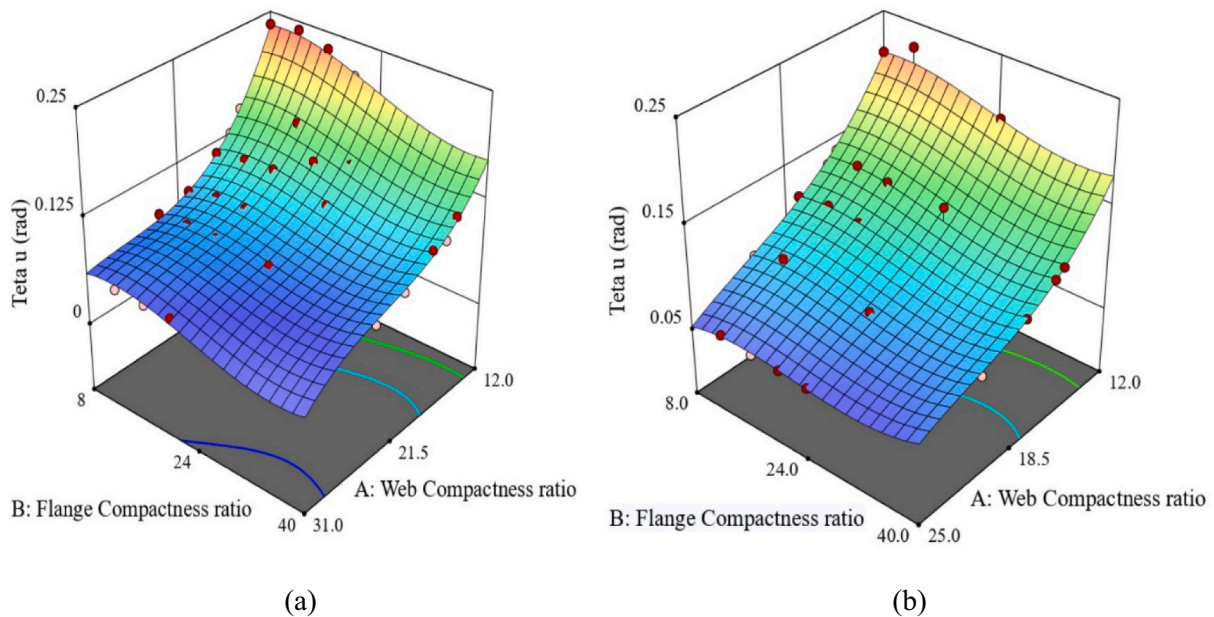 0.25
0.125
0
Teta u (rad)
8
24
40
B: Flange Compactness ratio
31.0
21.5
12.0
A: Web Compactness ratio
(a)
0.25
0.15
0.05
Teta u (rad)
8.0
24.0
40.0
B: Flange Compactness ratio
25.0
18.5
12.0
A: Web Compactness ratio
(b)